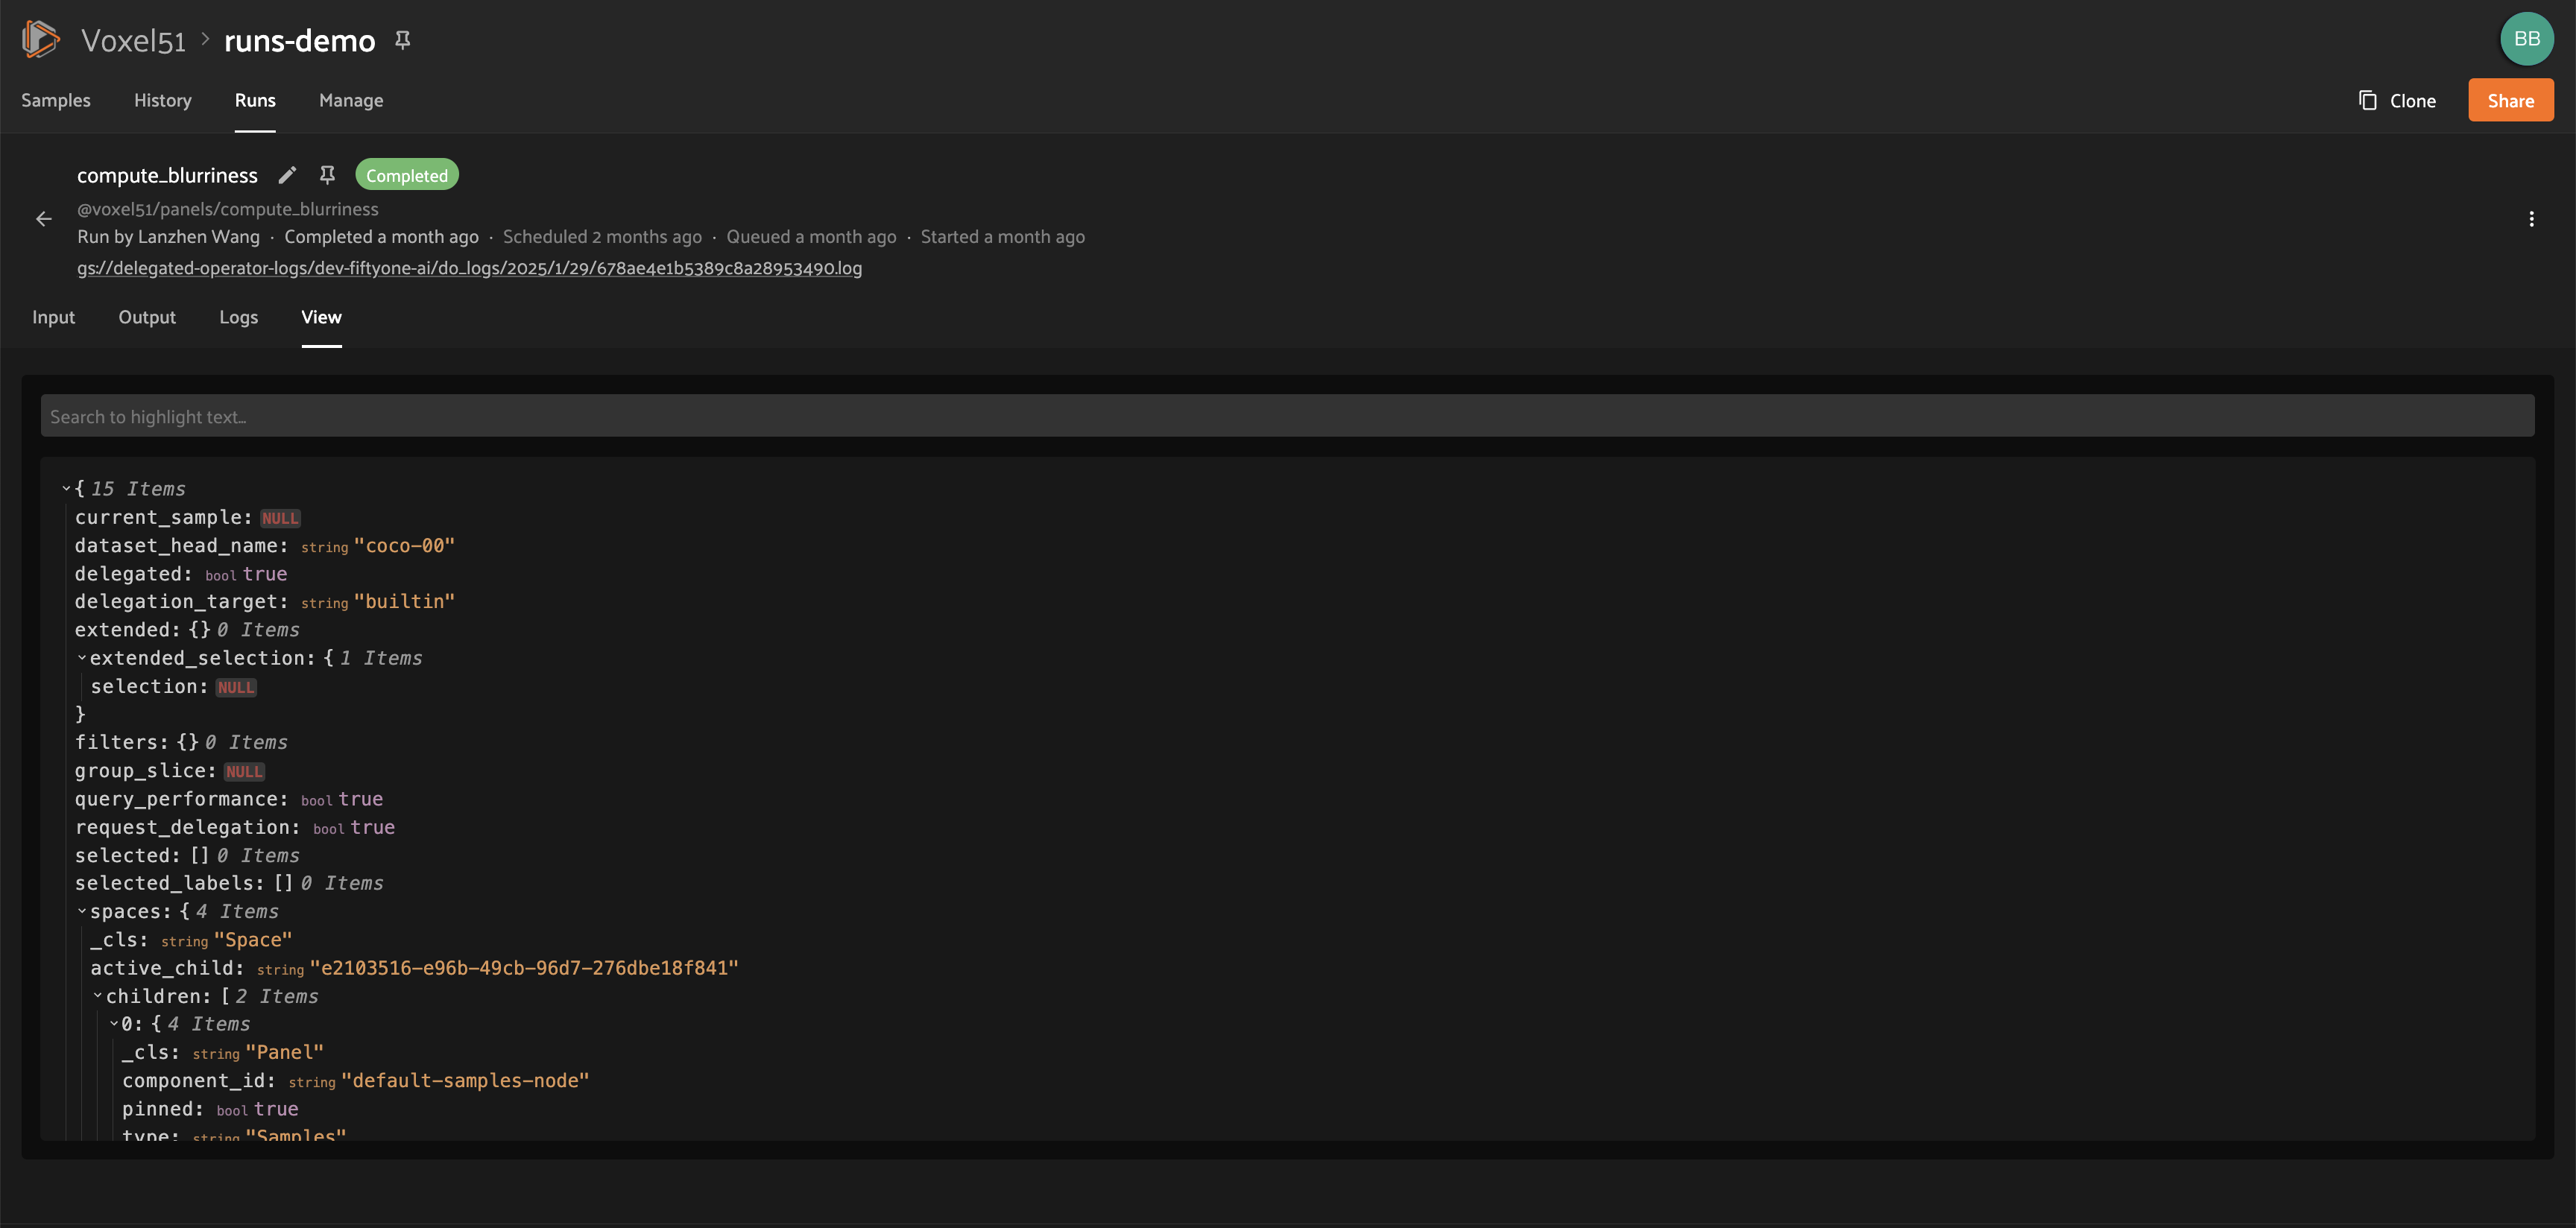 Voxel51 > runs-demo
BB
Samples History Runs Manage
Clone Share
compute_blurriness Completed
@voxel51/panels/compute_blurriness
Run by Lanzhen Wang · Completed a month ago · Scheduled 2 months ago · Queued a month ago · Started a month ago
gs://delegated-operator-logs/dev-fiftyone-ai/do_logs/2025/1/29/678ae4e1b5389c8a28953490.log
Input Output Logs View
Search to highlight text...
{ 15 Items
current_sample: NULL
dataset_head_name: string "coco-00"
delegated: bool true
delegation_target: string "builtin"
extended: {} 0 Items
extended_selection: { 1 Items
selection: NULL
}
filters: {} 0 Items
group_slice: NULL
query_performance: bool true
request_delegation: bool true
selected: [] 0 Items
selected_labels: [] 0 Items
spaces: { 4 Items
_cls: string "Space"
active_child: string "e2103516-e96b-49cb-96d7-276dbe18f841"
children: [ 2 Items
0: { 4 Items
_cls: string "Panel"
component_id: string "default-samples-node"
pinned: bool true
type: string "Samples"